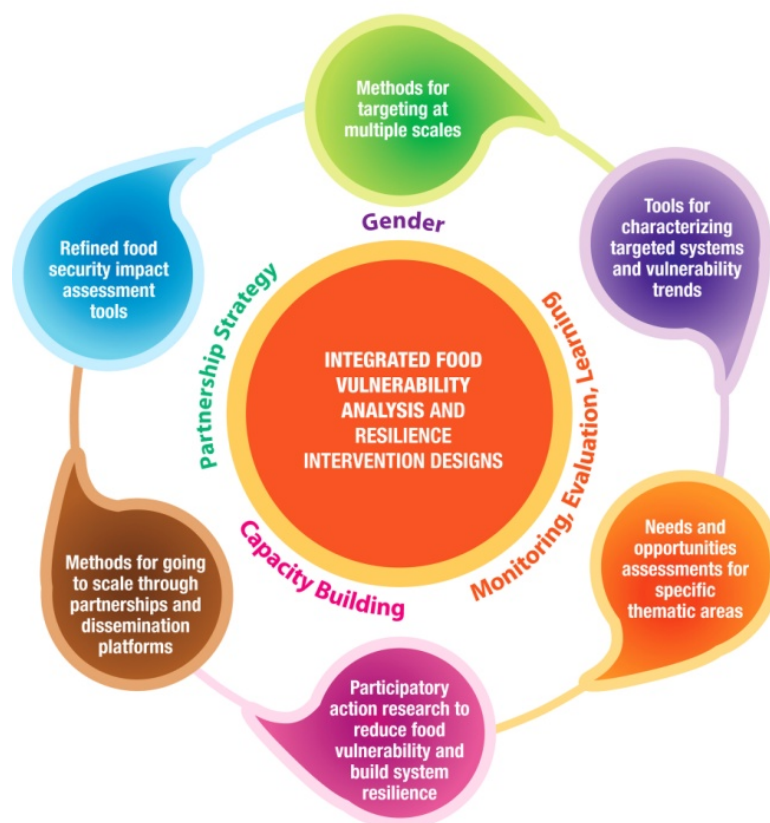 Methods for
targeting at
multiple scales
Gender
Tools for
characterizing
targeted systems
and vulnerability
trends
Refined food
security impact
assessment
tools
Partnership Strategy
INTEGRATED FOOD
VULNERABILITY
ANALYSIS AND
RESILIENCE
INTERVENTION DESIGNS
Monitoring, Evaluation, Learning
Needs and
opportunities
assessments for
specific
thematic areas
Capacity Building
Methods for going
to scale through
partnerships and
dissemination
platforms
Participatory
action research to
reduce food
vulnerability and
build system
resilience